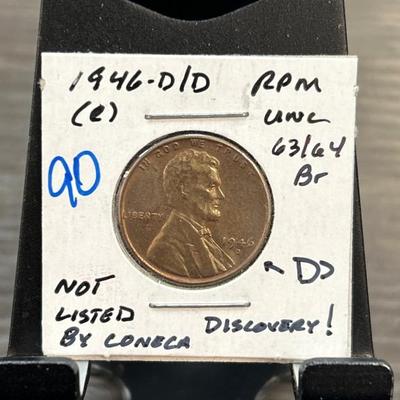 1946-D/D RPM
(e) UNC
63/64
Br
90
IN GOD WE TRUST
LIBERTY
1946
D
D
NOT
LISTED
BY CONECA
DISCOVERY!